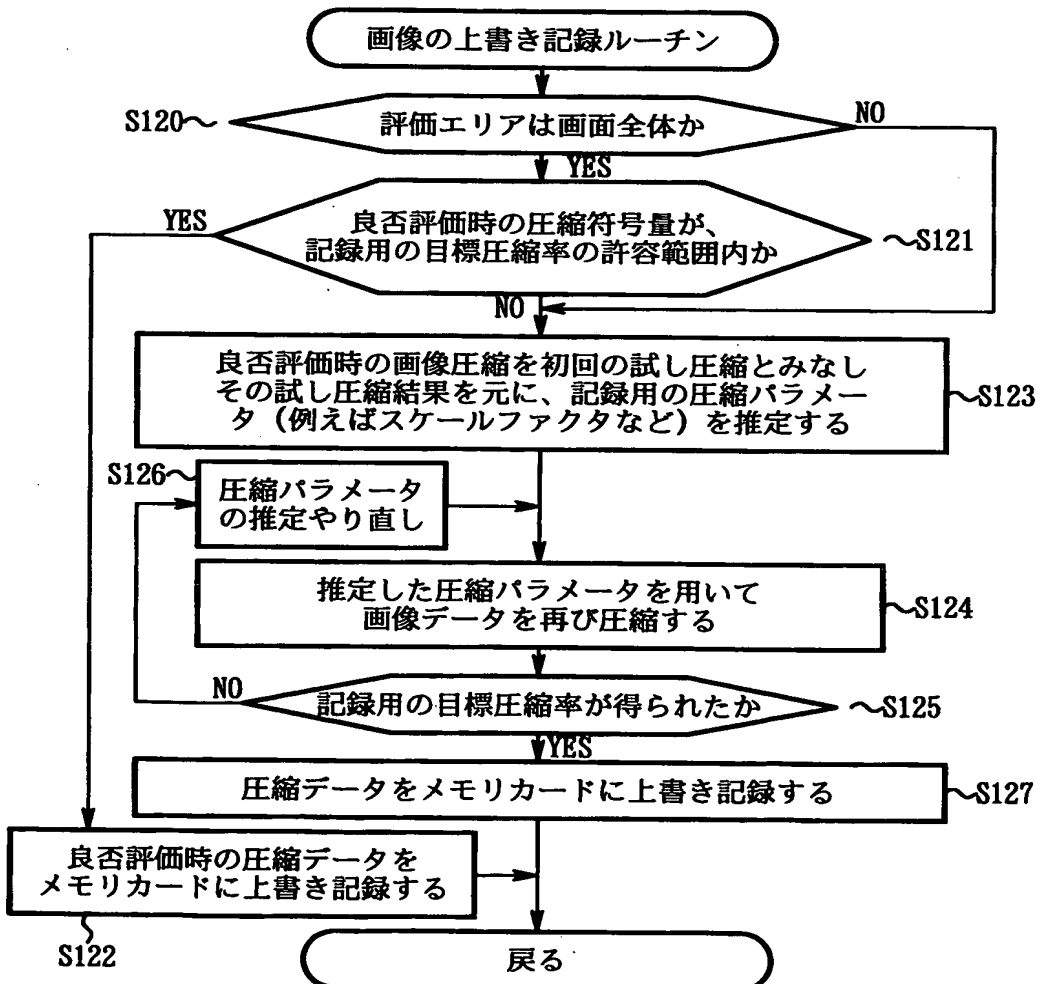 画像の上書き記録ルーチン
S120
評価エリアは画面全体か
NO
YES
YES
良否評価時の圧縮符号量が、
記録用の目標圧縮率の許容範囲内か
S121
NO
良否評価時の画像圧縮を初回の試し圧縮とみなし
その試し圧縮結果を元に、記録用の圧縮パラメー
タ（例えばスケールファクタなど）を推定する
S123
S126
圧縮パラメータ
の推定やり直し
推定した圧縮パラメータを用いて
画像データを再び圧縮する
S124
NO
記録用の目標圧縮率が得られたか
S125
YES
圧縮データをメモリカードに上書き記録する
S127
良否評価時の圧縮データを
メモリカードに上書き記録する
S122
戻る